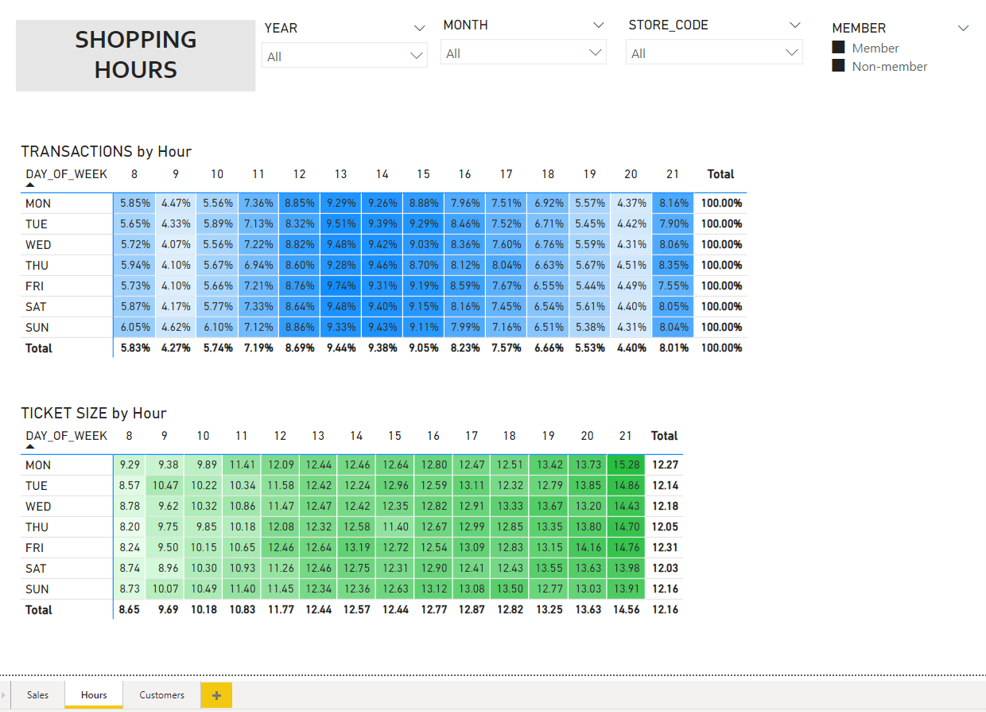 SHOPPING
HOURS
YEAR
All
MONTH
All
STORE_CODE
All
MEMBER
Member
Non-member
TRANSACTIONS by Hour
DAY_OF_WEEK 8 9 10 11 12 13 14 15 16 17 18 19 20 21 Total
MON 5.85% 4.47% 5.56% 7.36% 8.85% 9.29% 9.26% 8.88% 7.96% 7.51% 6.92% 5.57% 4.37% 8.16% 100.00%
TUE 5.65% 4.33% 5.89% 7.13% 8.32% 9.51% 9.39% 9.29% 8.46% 7.52% 6.71% 5.45% 4.42% 7.90% 100.00%
WED 5.72% 4.07% 5.56% 7.22% 8.82% 9.48% 9.42% 9.03% 8.36% 7.60% 6.76% 5.59% 4.31% 8.06% 100.00%
THU 5.94% 4.10% 5.67% 6.94% 8.60% 9.28% 9.46% 8.70% 8.12% 8.04% 6.63% 5.67% 4.51% 8.35% 100.00%
FRI 5.73% 4.10% 5.66% 7.21% 8.76% 9.74% 9.31% 9.19% 8.59% 7.67% 6.55% 5.44% 4.49% 7.55% 100.00%
SAT 5.87% 4.17% 5.77% 7.33% 8.64% 9.48% 9.40% 9.15% 8.16% 7.45% 6.54% 5.61% 4.40% 8.05% 100.00%
SUN 6.05% 4.62% 6.10% 7.12% 8.86% 9.33% 9.43% 9.11% 7.99% 7.16% 6.51% 5.38% 4.31% 8.04% 100.00%
Total 5.83% 4.27% 5.74% 7.19% 8.69% 9.44% 9.38% 9.05% 8.23% 7.57% 6.66% 5.53% 4.40% 8.01% 100.00%
TICKET SIZE by Hour
DAY_OF_WEEK 8 9 10 11 12 13 14 15 16 17 18 19 20 21 Total
MON 9.29 9.38 9.89 11.41 12.09 12.44 12.46 12.64 12.80 12.47 12.51 13.42 13.73 15.28 12.27
TUE 8.57 10.47 10.22 10.34 11.58 12.42 12.24 12.96 12.59 13.11 12.32 12.79 13.85 14.86 12.14
WED 8.78 9.62 10.32 10.86 11.47 12.47 12.42 12.35 12.82 12.91 13.33 13.67 13.20 14.43 12.18
THU 8.20 9.75 9.85 10.18 12.08 12.32 12.58 11.40 12.67 12.99 12.85 13.35 13.80 14.70 12.05
FRI 8.24 9.50 10.15 10.65 12.46 12.64 13.19 12.72 12.54 13.09 12.83 13.15 14.16 14.76 12.31
SAT 8.74 8.96 10.30 10.93 11.26 12.46 12.75 12.31 12.90 12.41 12.43 13.55 13.63 13.98 12.03
SUN 8.73 10.07 10.49 11.40 11.45 12.34 12.36 12.63 13.12 13.08 13.50 12.77 13.03 13.91 12.16
Total 8.65 9.69 10.18 10.83 11.77 12.44 12.57 12.44 12.77 12.87 12.82 13.25 13.63 14.56 12.16
Sales Hours Customers +